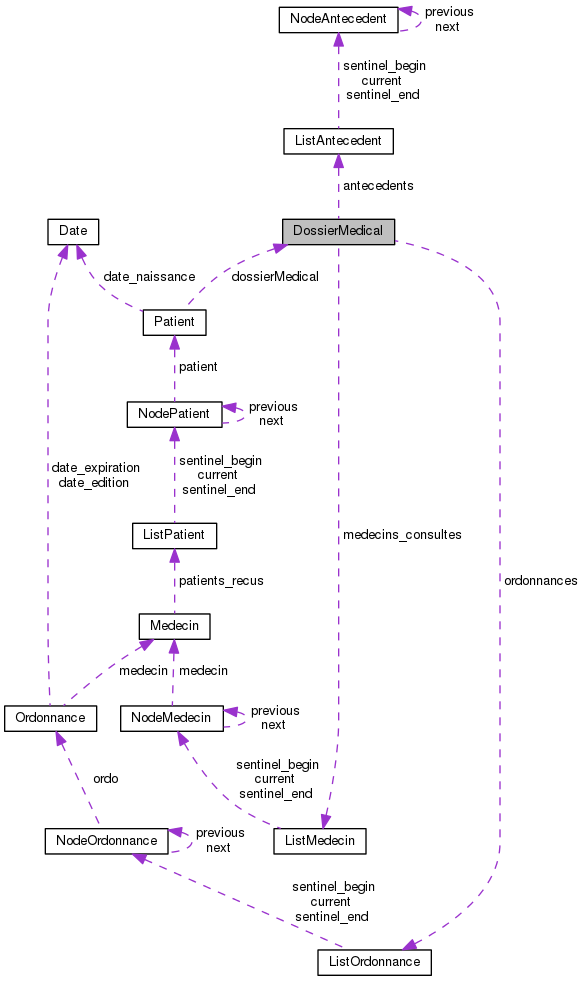 NodeAntecedent
previous
next
sentinel_begin
current
sentinel_end
ListAntecedent
antecedents
Date
DossierMedical
date_naissance
dossierMedical
Patient
patient
NodePatient
previous
next
date_expiration
date_edition
sentinel_begin
current
sentinel_end
ListPatient
medecins_consultes
patients_recus
ordonnances
Medecin
medecin
medecin
Ordonnance
NodeMedecin
previous
next
ordo
sentinel_begin
current
sentinel_end
NodeOrdonnance
previous
next
ListMedecin
sentinel_begin
current
sentinel_end
ListOrdonnance